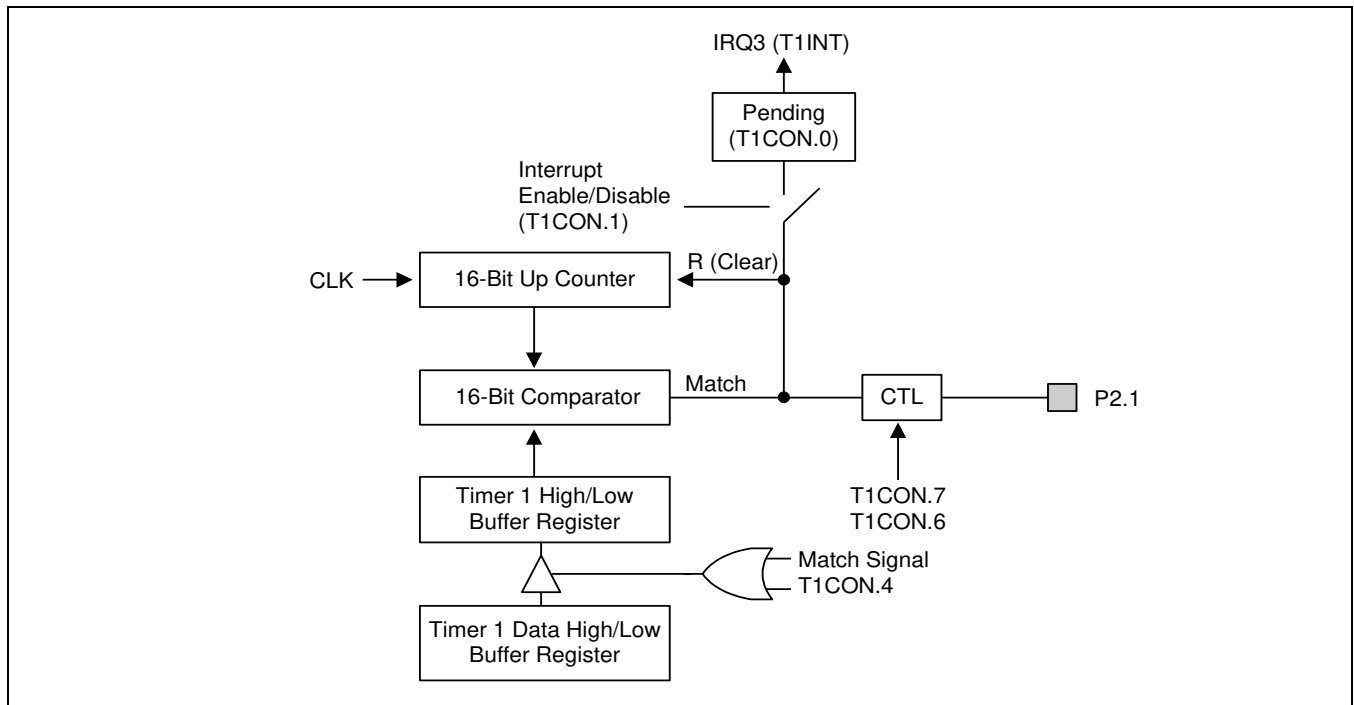 IRQ3 (T1INT)
Pending
(T1CON.0)
Interrupt
Enable/Disable
(T1CON.1)
R (Clear)
CLK
16-Bit Up Counter
16-Bit Comparator
Match
CTL
P2.1
T1CON.7
T1CON.6
Timer 1 High/Low
Buffer Register
Match Signal
T1CON.4
Timer 1 Data High/Low
Buffer Register